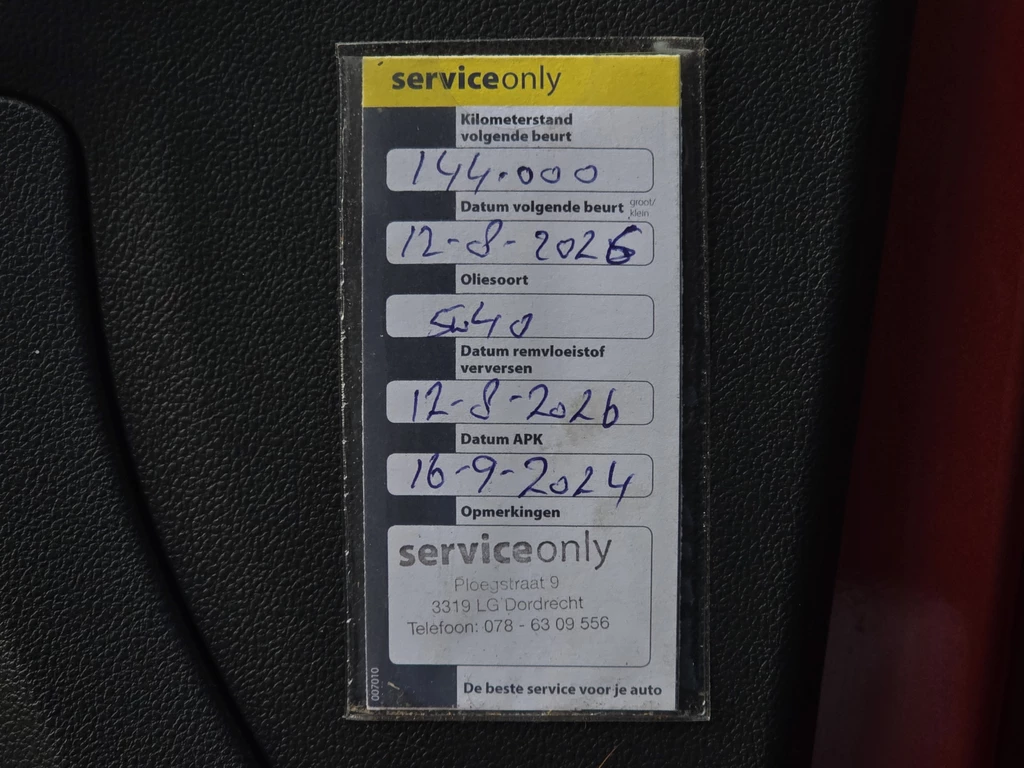 serviceonly
Kilometerstand
volgende beurt
144.000
Datum volgende beurt groot/
klein
12-8-2026
Oliesoort
5w40
Datum remvloeistof
verversen
12-8-2026
Datum APK
16-9-2024
Opmerkingen
serviceonly
Ploegstraat 9
3319 LG Dordrecht
Telefoon: 078 - 63 09 556
007010
De beste service voor je auto